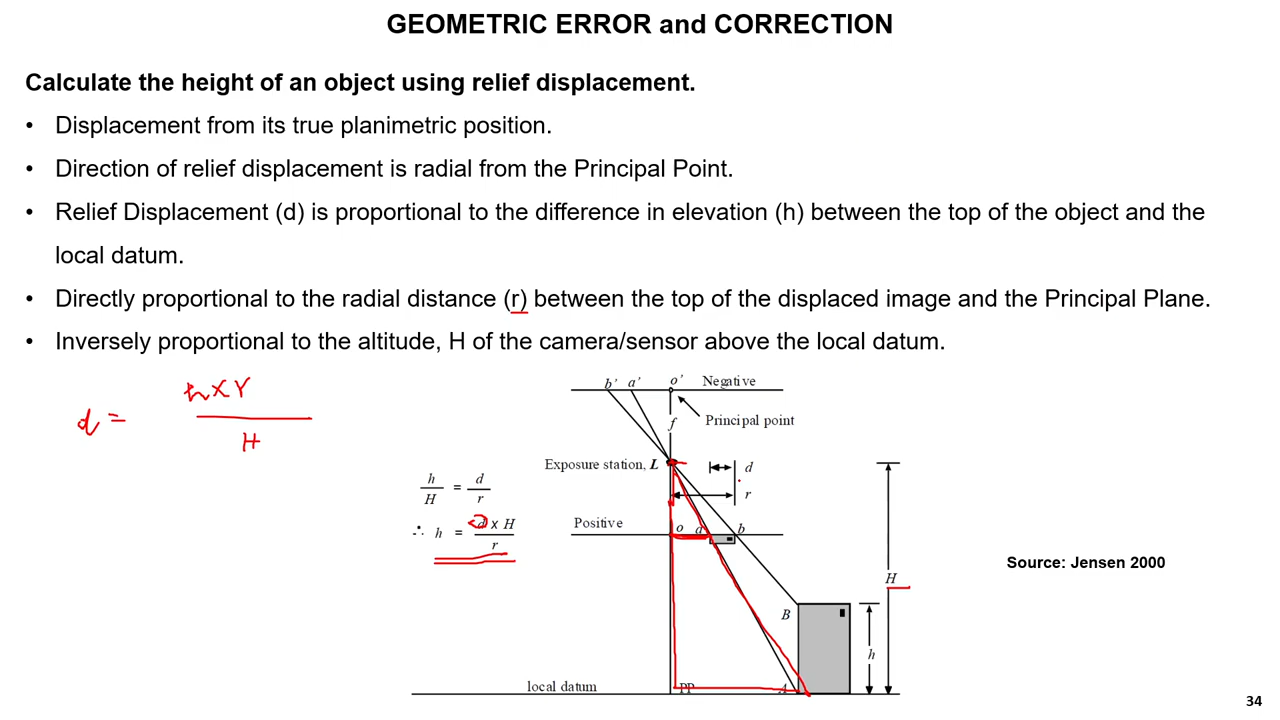 GEOMETRIC ERROR and CORRECTION
Calculate the height of an object using relief displacement.
• Displacement from its true planimetric position.
• Direction of relief displacement is radial from the Principal Point.
• Relief Displacement (d) is proportional to the difference in elevation (h) between the top of the object and the
local datum.
• Directly proportional to the radial distance (r) between the top of the displaced image and the Principal Plane.
• Inversely proportional to the altitude, H of the camera/sensor above the local datum.
d = h x r
H
h/H = d/r
∴ h = d x H
r
b' a' o' Negative
f Principal point
Exposure station, L
d
r
Positive o a b
H
B
h
local datum PP A
Source: Jensen 2000
34